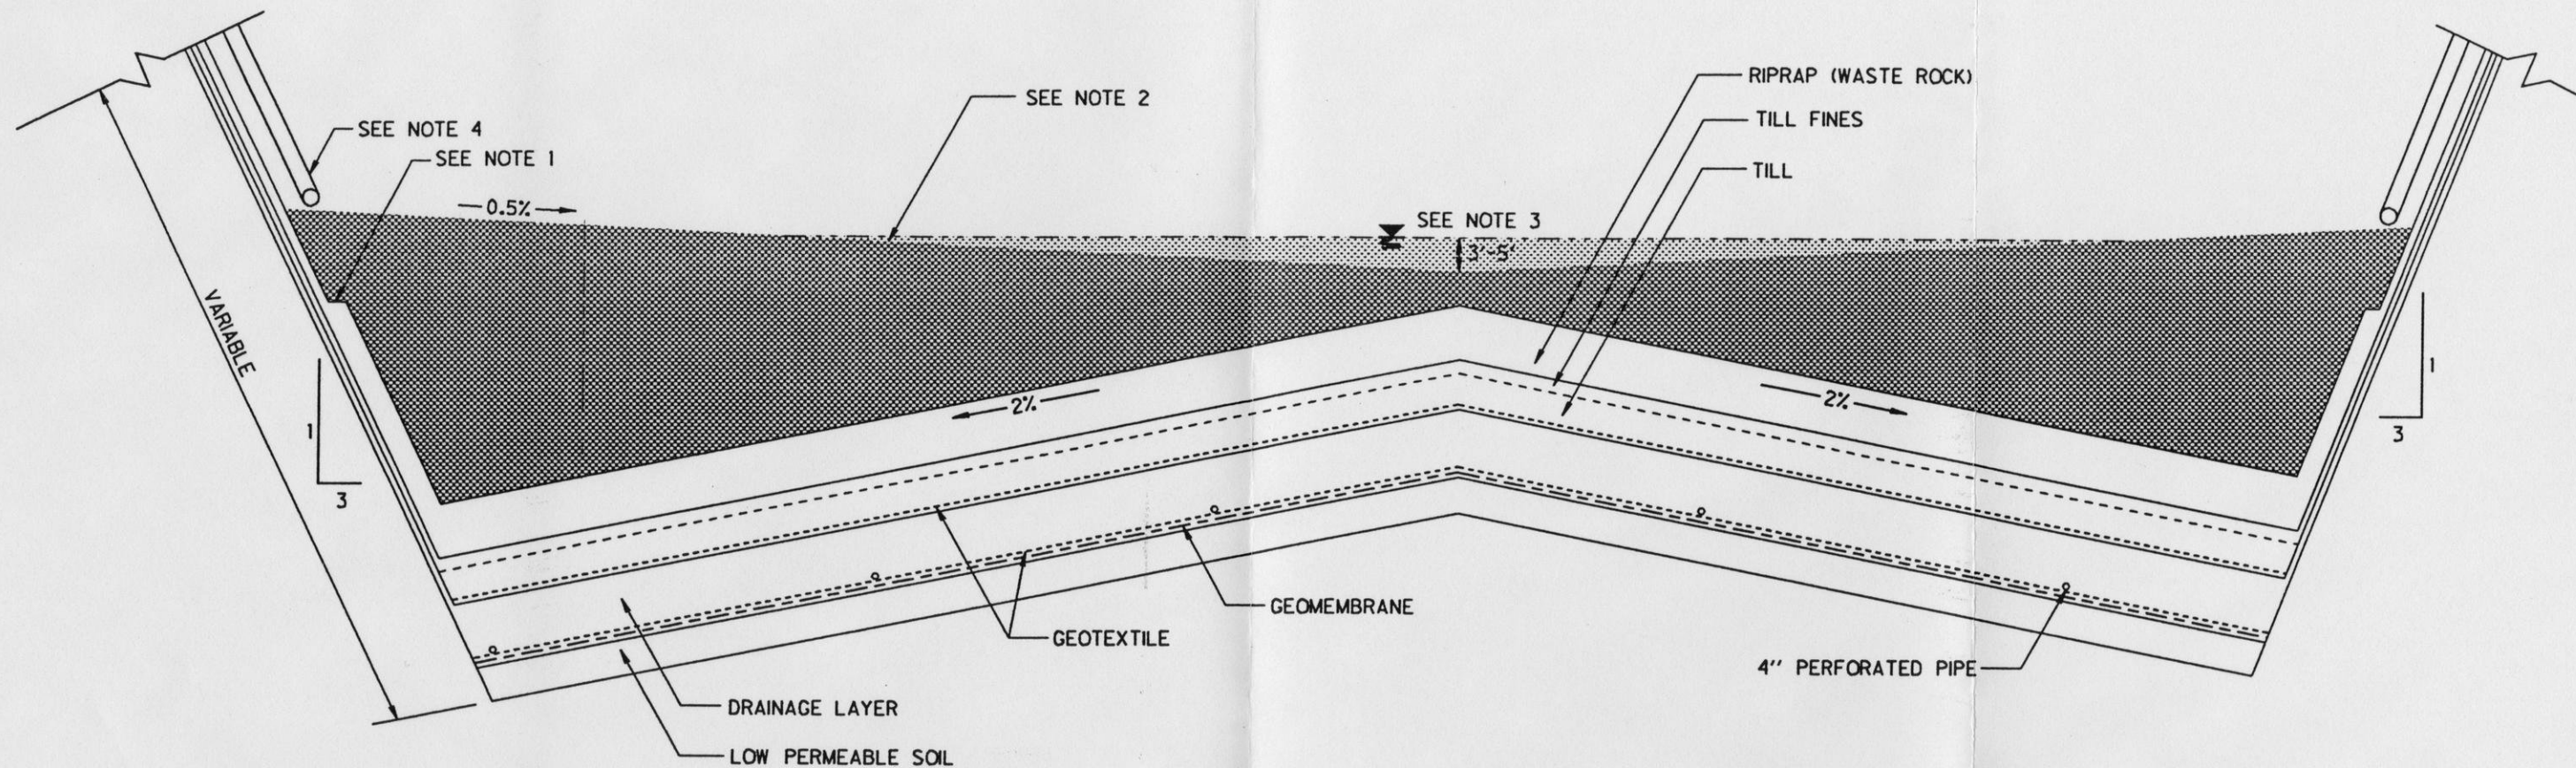 RIPRAP (WASTE ROCK)
SEE NOTE 2
TILL FINES
SEE NOTE 4
SEE NOTE 1
TILL
0.5%
SEE NOTE 3
3'-5'
VARIABLE
1
3
2%
2%
1
3
GEOMEMBRANE
GEOTEXTILE
4" PERFORATED PIPE
DRAINAGE LAYER
LOW PERMEABLE SOIL